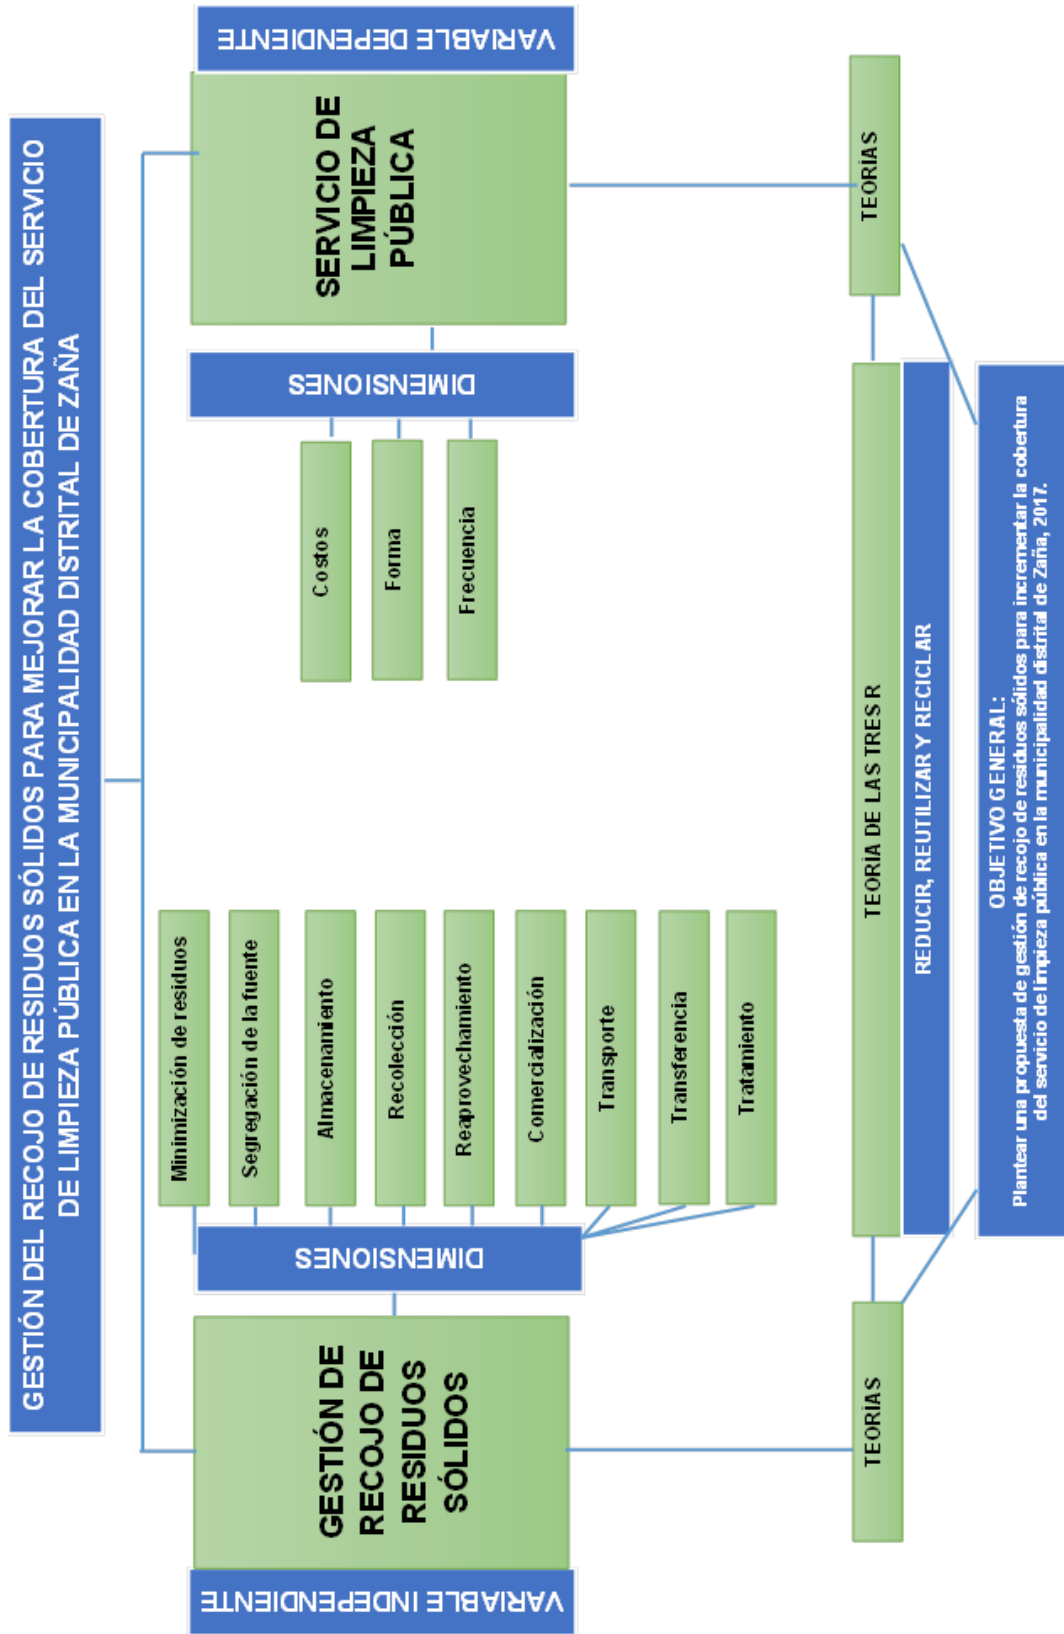 GESTIÓN DEL RECOJO DE RESIDUOS SÓLIDOS PARA MEJORAR LA COBERTURA DEL SERVICIO
DE LIMPIEZA PÚBLICA EN LA MUNICIPALIDAD DISTRITAL DE ZAÑA
VARIABLE INDEPENDIENTE
GESTIÓN DE
RECOJO DE
RESIDUOS
SÓLIDOS
DIMENSIONES
Minimización de residuos
Segregación de la fuente
Almacenamiento
Recolección
Reaprovechamiento
Comercialización
Transporte
Transferencia
Tratamiento
Costos
Forma
Frecuencia
DIMENSIONES
SERVICIO DE
LIMPIEZA
PÚBLICA
VARIABLE DEPENDIENTE
TEORÍAS
TEORÍA DE LAS TRES R
TEORÍAS
REDUCIR, REUTILIZAR Y RECICLAR
OBJETIVO GENERAL:
Plantear una propuesta de gestión de recojo de residuos sólidos para incrementar la cobertura
del servicio de limpieza pública en la municipalidad distrital de Zaña, 2017.